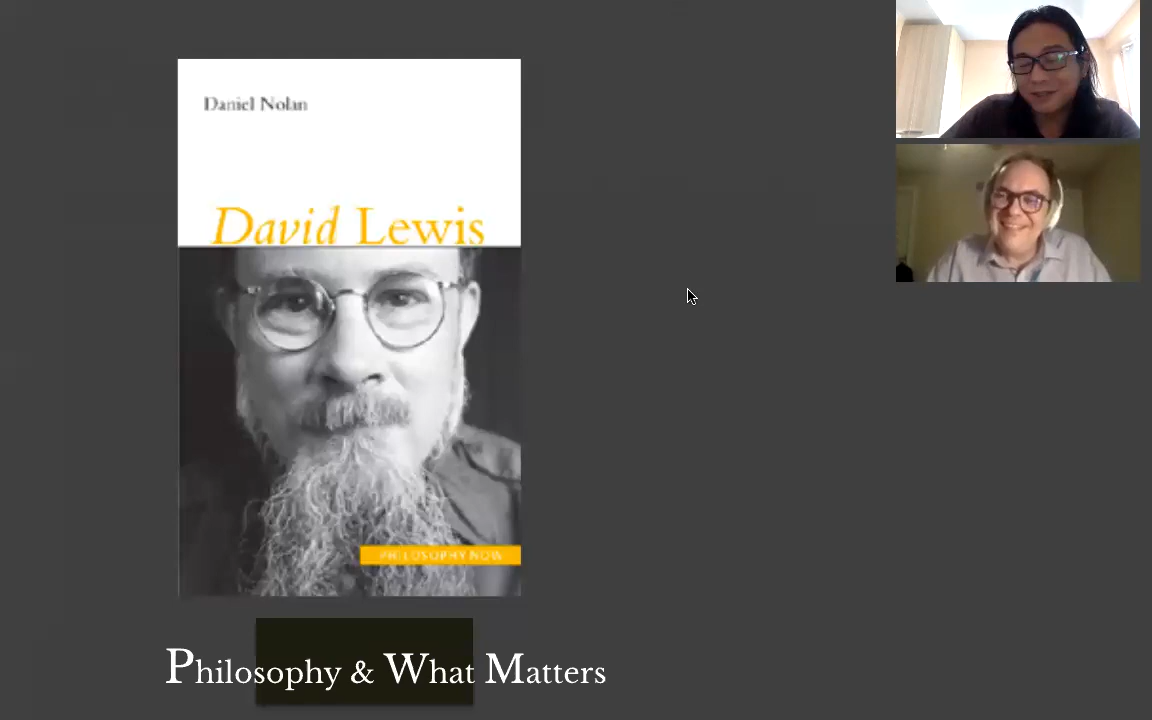 Daniel Nolan
David Lewis
PHILOSOPHY NOW
Philosophy & What Matters